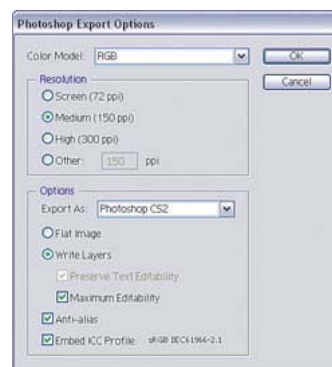 Photoshop Export Options
Color Model: RGB
OK
Cancel
Resolution
Screen (72 ppi)
Medium (150 ppi)
High (300 ppi)
Other: 150 ppi
Options
Export As: Photoshop CS2
Flat Image
Write Layers
Preserve Text Editability
Maximum Editability
Anti-alias
Embed ICC Profile: sRGB IEC61966-2.1